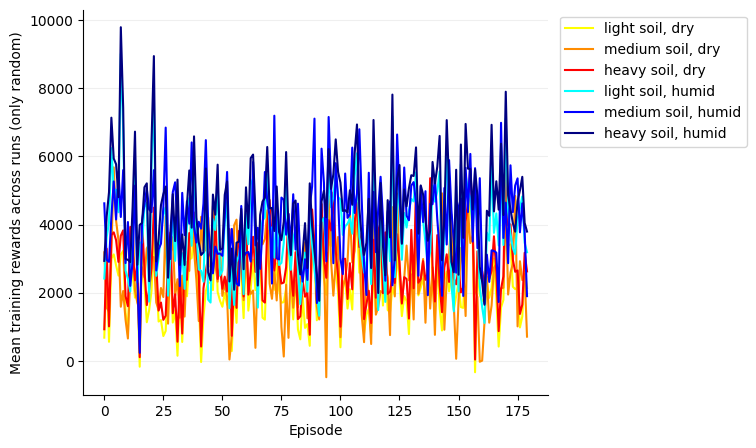 Mean training rewards across runs (only random)
10000
8000
6000
4000
2000
0
0
25
50
75
100
125
150
175
Episode
light soil, dry
medium soil, dry
heavy soil, dry
light soil, humid
medium soil, humid
heavy soil, humid